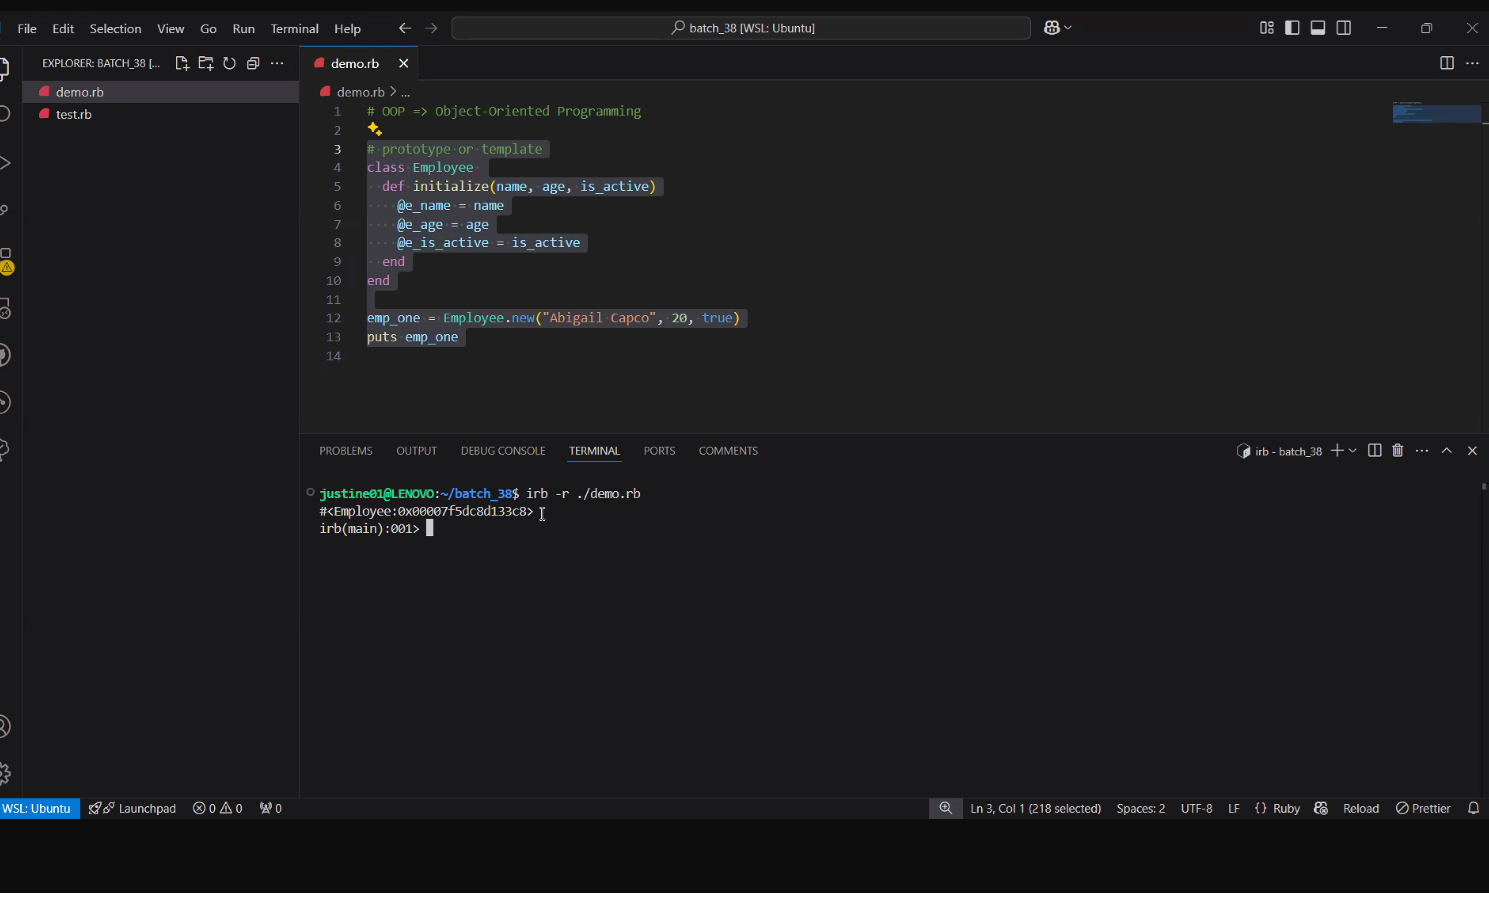 File Edit Selection View Go Run Terminal Help
batch_38 [WSL: Ubuntu]
EXPLORER: BATCH_38 [...
demo.rb
test.rb
demo.rb
demo.rb > ...
1 # OOP => Object-Oriented Programming
2
3 # prototype or template
4 class Employee
5 def initialize(name, age, is_active)
6 @e_name = name
7 @e_age = age
8 @e_is_active = is_active
9 end
10 end
11
12 emp_one = Employee.new("Abigail Capco", 20, true)
13 puts emp_one
14
PROBLEMS OUTPUT DEBUG CONSOLE TERMINAL PORTS COMMENTS
irb - batch_38
justine01@LENOVO:~/batch_38$ irb -r ./demo.rb
#<Employee:0x00007f5dc8d133c8>
irb(main):001>
WSL: Ubuntu Launchpad 0 0 0 Ln 3, Col 1 (218 selected) Spaces: 2 UTF-8 LF {} Ruby Reload Prettier